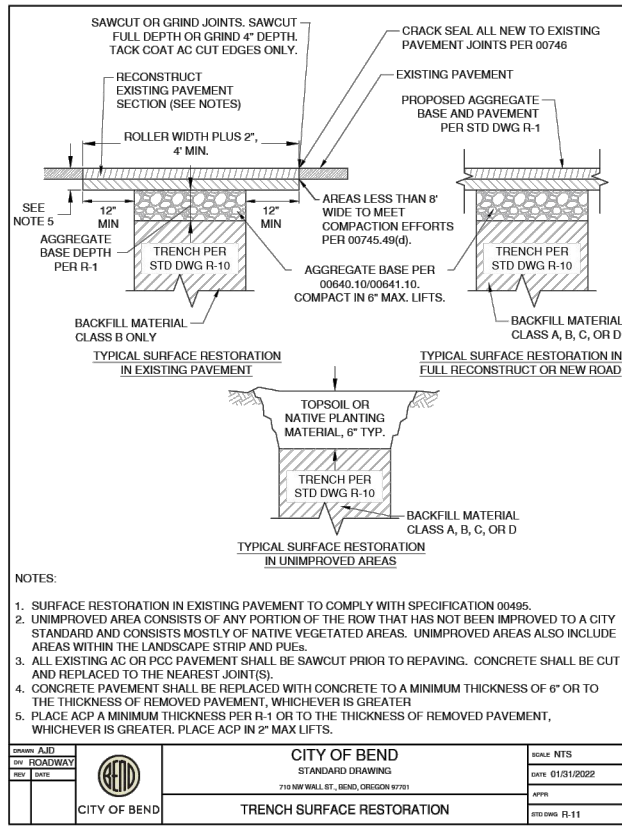 SAWCUT OR GRIND JOINTS. SAWCUT
FULL DEPTH OR GRIND 4" DEPTH.
TACK COAT AC CUT EDGES ONLY.
CRACK SEAL ALL NEW TO EXISTING
PAVEMENT JOINTS PER 00746
RECONSTRUCT
EXISTING PAVEMENT
SECTION (SEE NOTES)
EXISTING PAVEMENT
PROPOSED AGGREGATE
BASE AND PAVEMENT
PER STD DWG R-1
ROLLER WIDTH PLUS 2",
4' MIN.
SEE
NOTE 5
12"
MIN
12"
MIN
AREAS LESS THAN 8'
WIDE TO MEET
COMPACTION EFFORTS
PER 00745.49(d).
AGGREGATE
BASE DEPTH
PER R-1
TRENCH PER
STD DWG R-10
AGGREGATE BASE PER
00640.10/00641.10.
COMPACT IN 6" MAX. LIFTS.
TRENCH PER
STD DWG R-10
BACKFILL MATERIAL
CLASS B ONLY
BACKFILL MATERIAL
CLASS A, B, C, OR D
TYPICAL SURFACE RESTORATION
IN EXISTING PAVEMENT
TYPICAL SURFACE RESTORATION IN
FULL RECONSTRUCT OR NEW ROAD
TOPSOIL OR
NATIVE PLANTING
MATERIAL, 6" TYP.
TRENCH PER
STD DWG R-10
BACKFILL MATERIAL
CLASS A, B, C, OR D
TYPICAL SURFACE RESTORATION
IN UNIMPROVED AREAS
NOTES:
1. SURFACE RESTORATION IN EXISTING PAVEMENT TO COMPLY WITH SPECIFICATION 00495.
2. UNIMPROVED AREA CONSISTS OF ANY PORTION OF THE ROW THAT HAS NOT BEEN IMPROVED TO A CITY
STANDARD AND CONSISTS MOSTLY OF NATIVE VEGETATED AREAS. UNIMPROVED AREAS ALSO INCLUDE
AREAS WITHIN THE LANDSCAPE STRIP AND PUEs.
3. ALL EXISTING AC OR PCC PAVEMENT SHALL BE SAWCUT PRIOR TO REPAVING. CONCRETE SHALL BE CUT
AND REPLACED TO THE NEAREST JOINT(S).
4. CONCRETE PAVEMENT SHALL BE REPLACED WITH CONCRETE TO A MINIMUM THICKNESS OF 6" OR TO
THE THICKNESS OF REMOVED PAVEMENT, WHICHEVER IS GREATER
5. PLACE ACP A MINIMUM THICKNESS PER R-1 OR TO THE THICKNESS OF REMOVED PAVEMENT,
WHICHEVER IS GREATER. PLACE ACP IN 2" MAX LIFTS.
DRAWN AJD
DIV ROADWAY
REV DATE
BEND
CITY OF BEND
CITY OF BEND
STANDARD DRAWING
710 NW WALL ST., BEND, OREGON 97701
TRENCH SURFACE RESTORATION
SCALE NTS
DATE 01/31/2022
APPR
STD DWG R-11